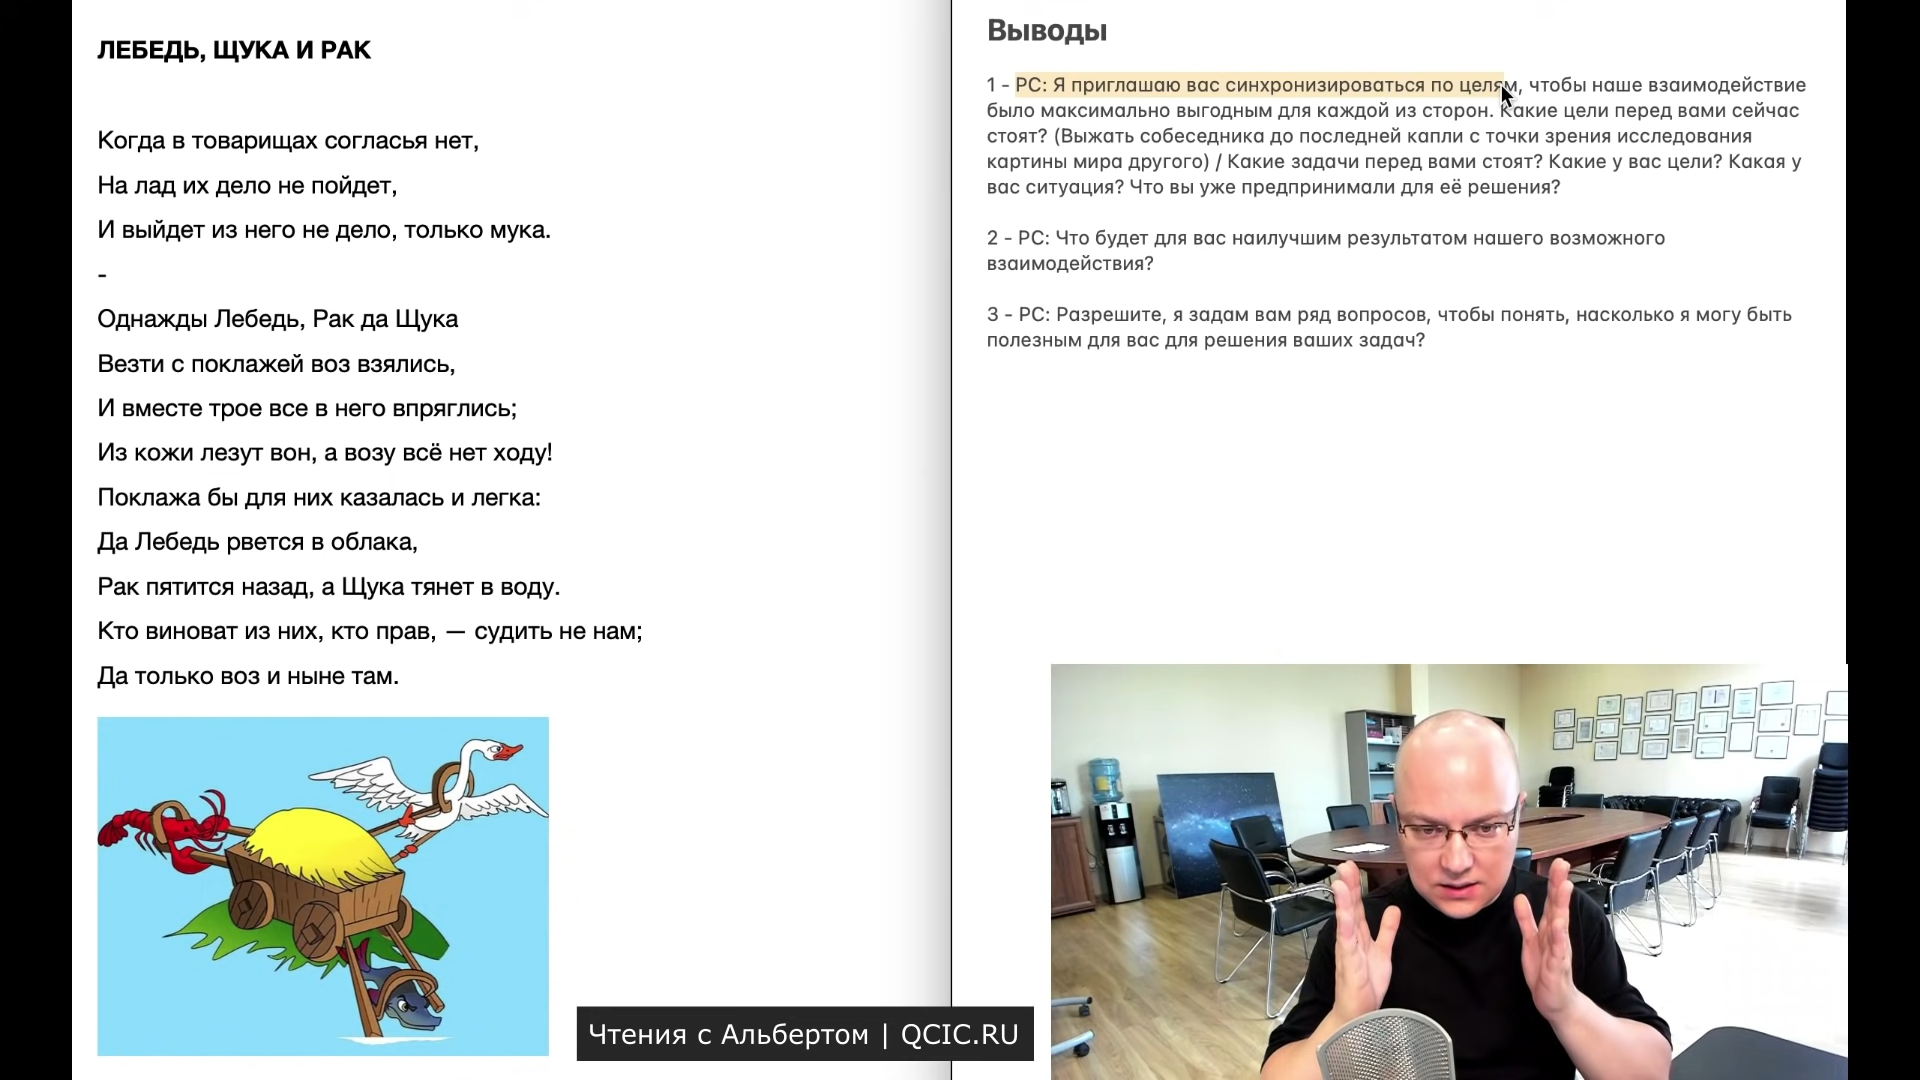 ЛЕБЕДЬ, ЩУКА И РАК
Когда в товарищах согласья нет,
На лад их дело не пойдет,
И выйдет из него не дело, только мука.
-
Однажды Лебедь, Рак да Щука
Везти с поклажей воз взялись,
И вместе трое все в него впряглись;
Из кожи лезут вон, а возу всё нет ходу!
Поклажа бы для них казалась и легка:
Да Лебедь рвется в облака,
Рак пятится назад, а Щука тянет в воду.
Кто виноват из них, кто прав, — судить не нам;
Да только воз и ныне там.
Выводы
1 - РС: Я приглашаю вас синхронизироваться по целям, чтобы наше взаимодействие
было максимально выгодным для каждой из сторон. Какие цели перед вами сейчас
стоят? (Выжать собеседника до последней капли с точки зрения исследования
картины мира другого) / Какие задачи перед вами стоят? Какие у вас цели? Какая у
вас ситуация? Что вы уже предпринимали для её решения?
2 - РС: Что будет для вас наилучшим результатом нашего возможного
взаимодействия?
3 - РС: Разрешите, я задам вам ряд вопросов, чтобы понять, насколько я могу быть
полезным для вас для решения ваших задач?
Чтения с Альбертом | QCIC.RU